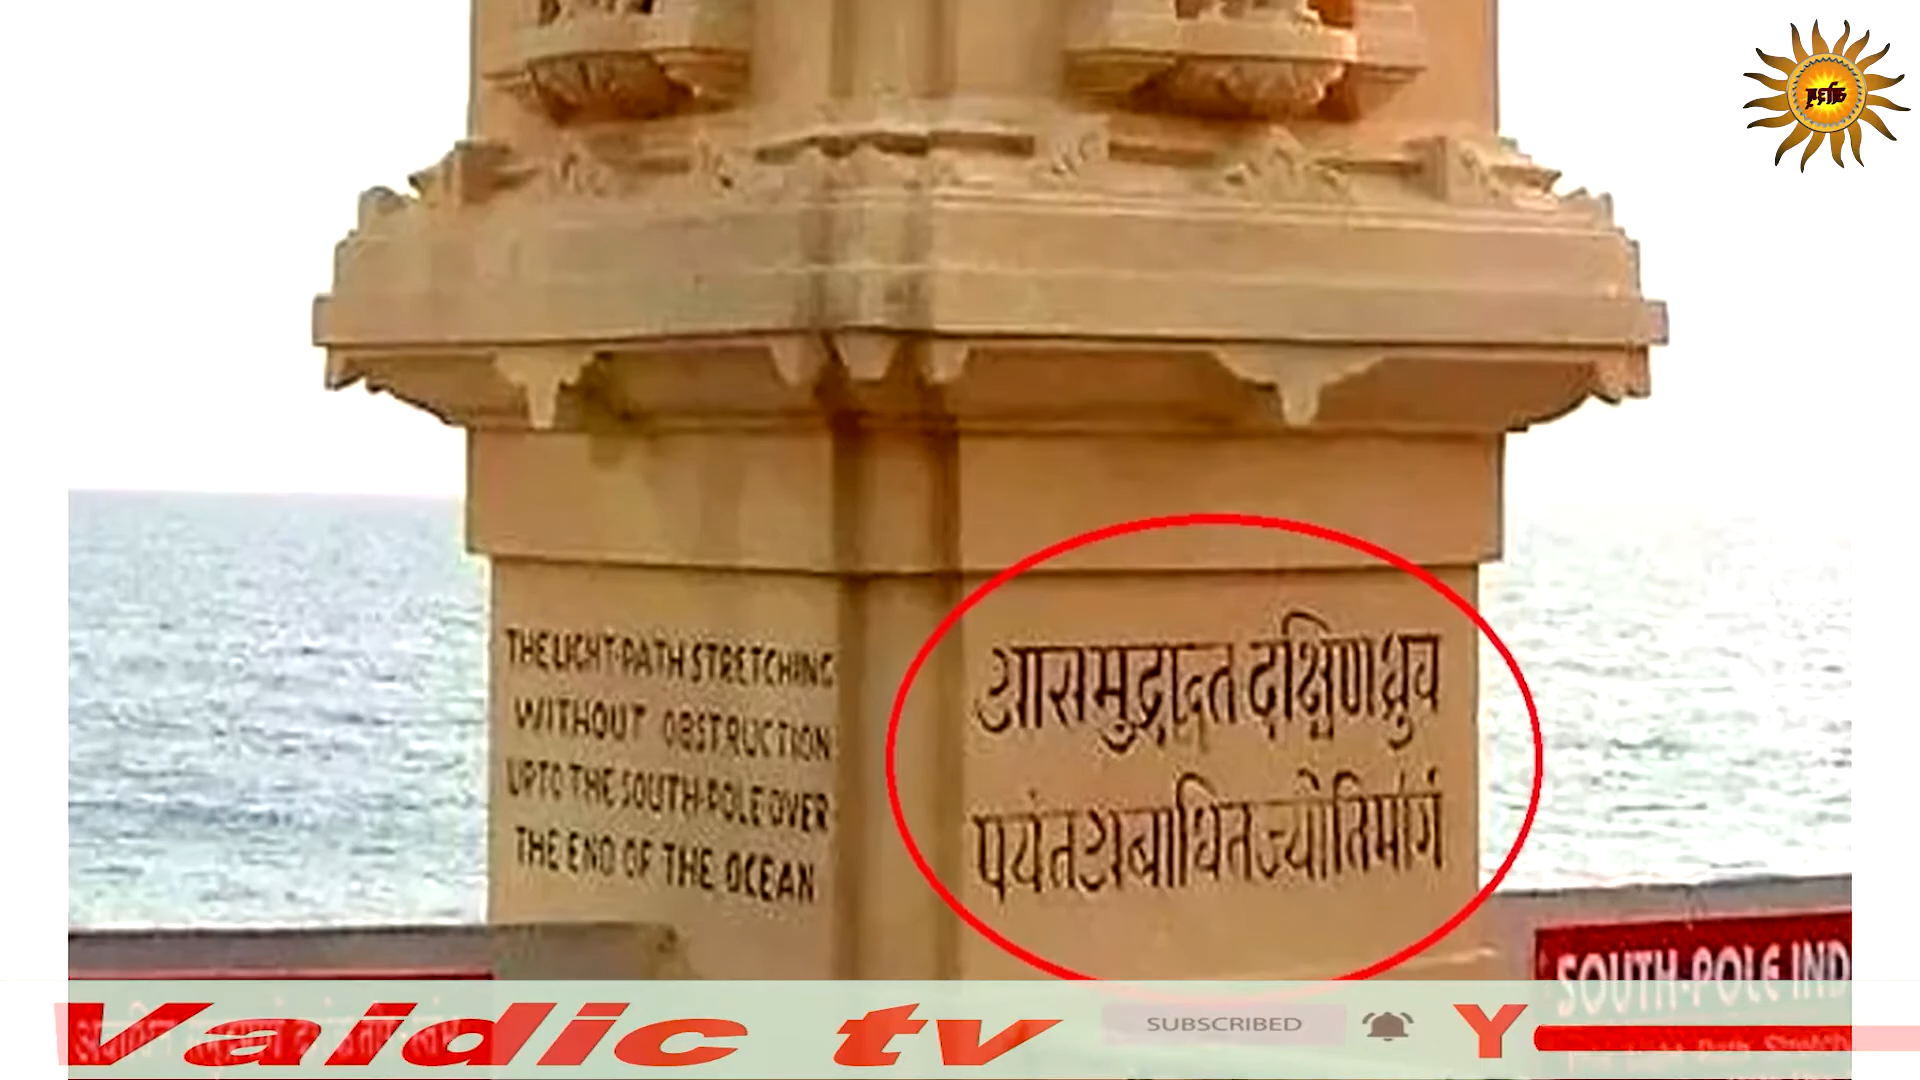 THE LIGHT-PATH STRETCHING
WITHOUT OBSTRUCTION
UPTO THE SOUTH-POLE OVER
THE END OF THE OCEAN
आसमुद्रान्त दक्षिणध्रुव
पर्यंत अबाधित ज्योतिर्मार्ग
SOUTH-POLE IND
Vaidic tv
SUBSCRIBED
Y